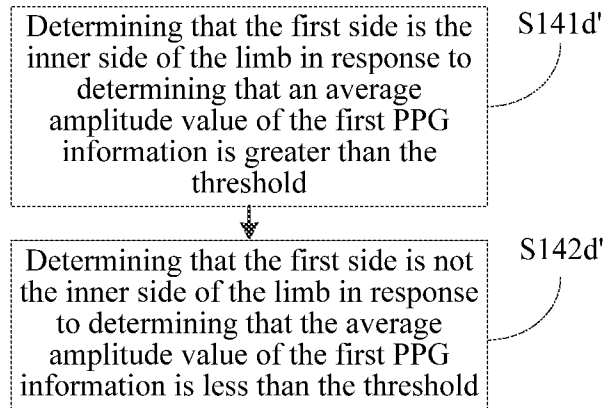 Determining that the first side is the
inner side of the limb in response to
determining that an average
amplitude value of the first PPG
information is greater than the
threshold
S141d'
Determining that the first side is not
the inner side of the limb in response
to determining that the average
amplitude value of the first PPG
information is less than the threshold
S142d'